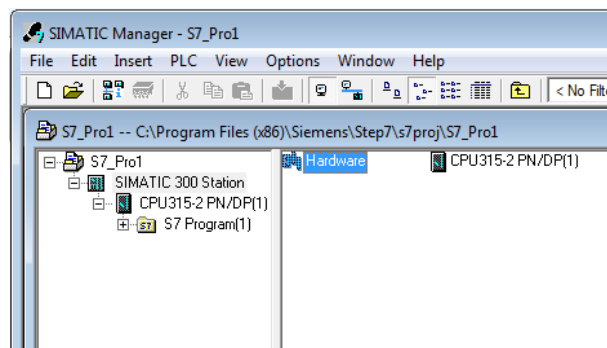 SIMATIC Manager - S7_Pro1
File Edit Insert PLC View Options Window Help
< No Filte
S7_Pro1 -- C:\Program Files (x86)\Siemens\Step7\s7proj\S7_Pro1
S7_Pro1
Hardware
CPU315-2 PN/DP(1)
SIMATIC 300 Station
CPU315-2 PN/DP(1)
S7 Program(1)